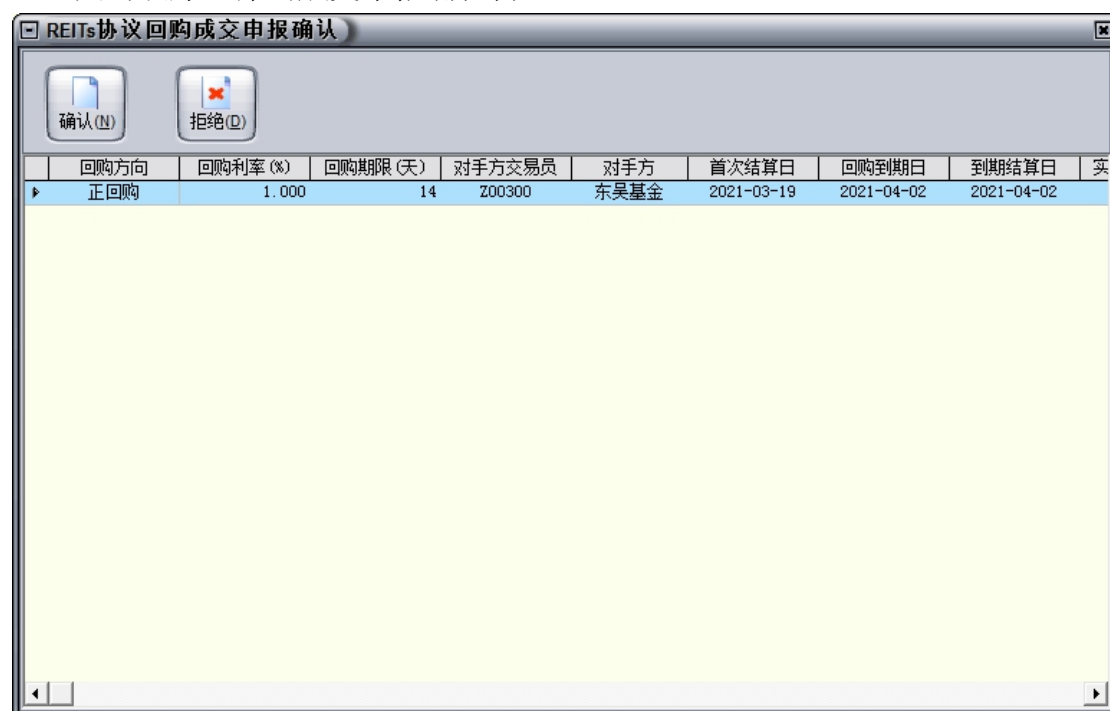 REITs协议回购成交申报确认
确认(N) 拒绝(D)
回购方向 回购利率(%) 回购期限(天) 对手方交易员 对手方 首次结算日 回购到期日 到期结算日 实
正回购 1.000 14 Z00300 东吴基金 2021-03-19 2021-04-02 2021-04-02